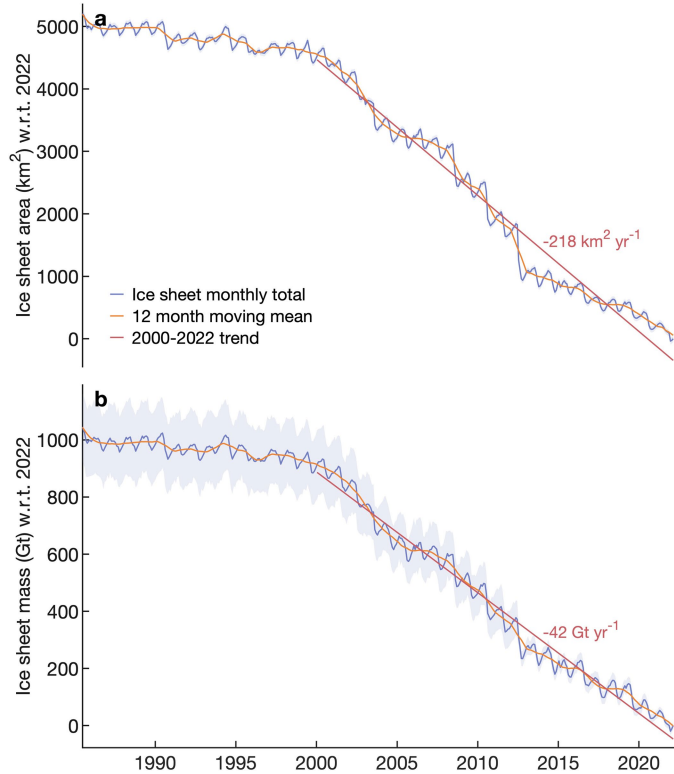 a
5000
4000
3000
2000
1000
0
Ice sheet area (km²) w.r.t. 2022
-218 km² yr⁻¹
Ice sheet monthly total
12 month moving mean
2000-2022 trend
b
1000
800
600
400
200
0
Ice sheet mass (Gt) w.r.t. 2022
-42 Gt yr⁻¹
1990 1995 2000 2005 2010 2015 2020